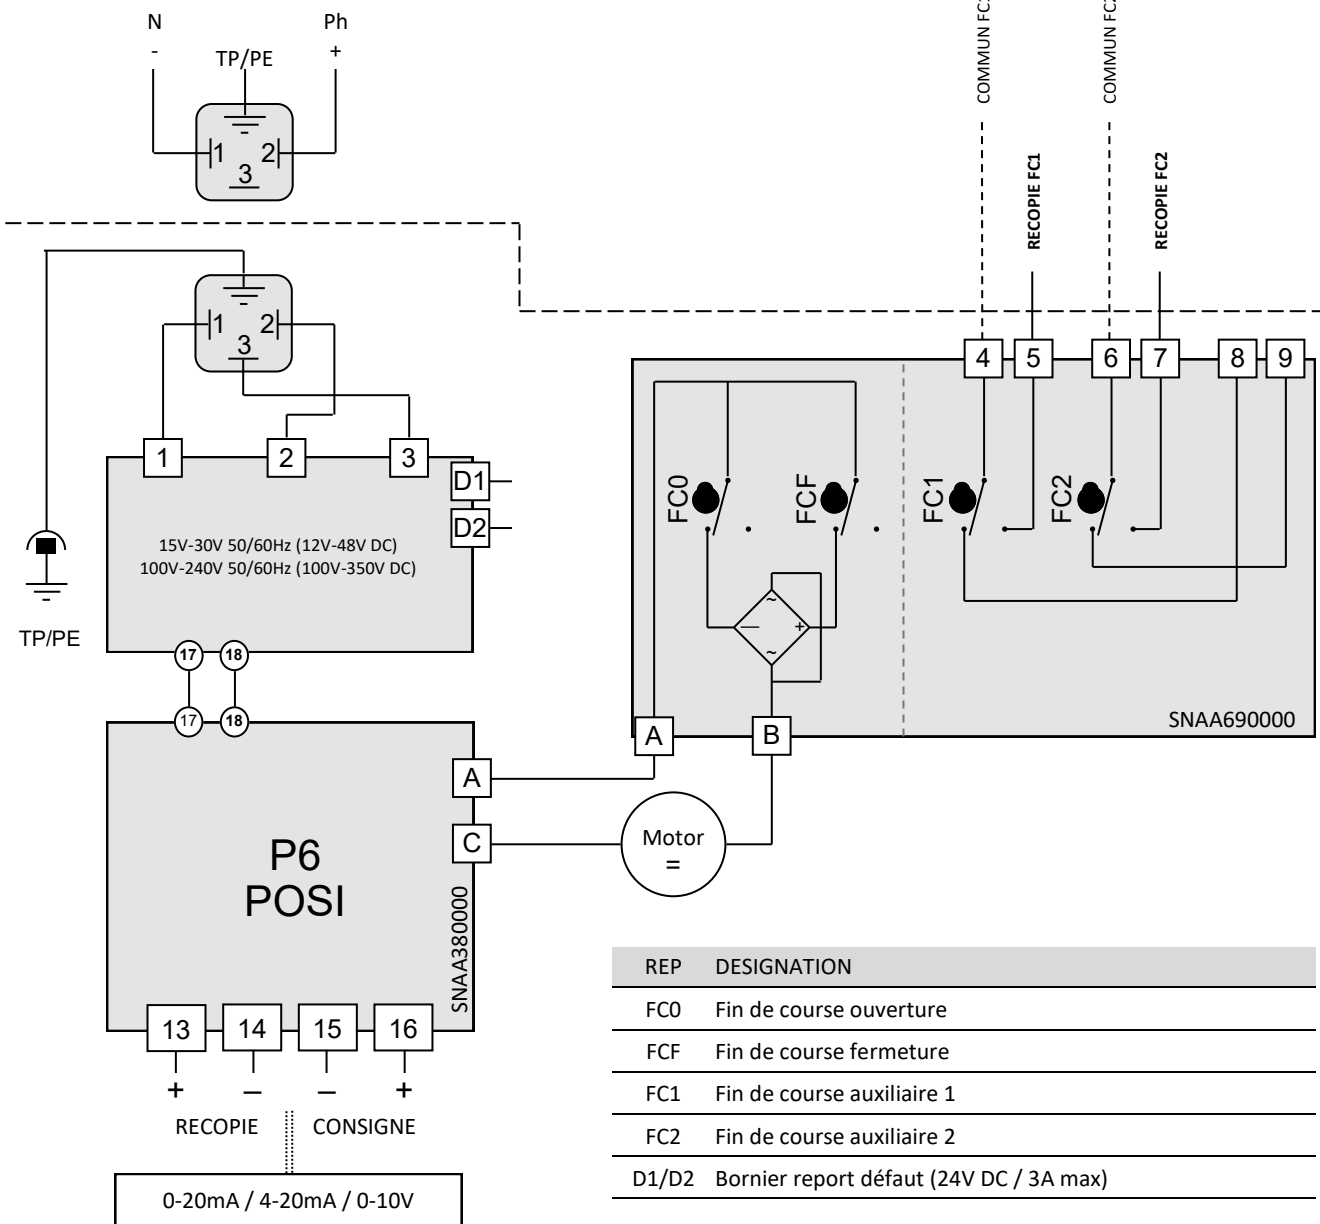 N
Ph
-
+
TP/PE
1
2
3
COMMUN FC1
RECOPIE FC1
COMMUN FC2
RECOPIE FC2
1
2
3
4
5
6
7
8
9
1
2
3
D1
D2
15V-30V 50/60Hz (12V-48V DC)
100V-240V 50/60Hz (100V-350V DC)
TP/PE
FC0
FCF
FC1
FC2
~
—
+
~
17
18
17
18
A
B
SNAA690000
A
C
Motor
=
P6
POSI
SNAA380000
13
14
15
16
+
–
–
+
RECOPIE
CONSIGNE
0-20mA / 4-20mA / 0-10V
REP DESIGNATION
FC0 Fin de course ouverture
FCF Fin de course fermeture
FC1 Fin de course auxiliaire 1
FC2 Fin de course auxiliaire 2
D1/D2 Bornier report défaut (24V DC / 3A max)